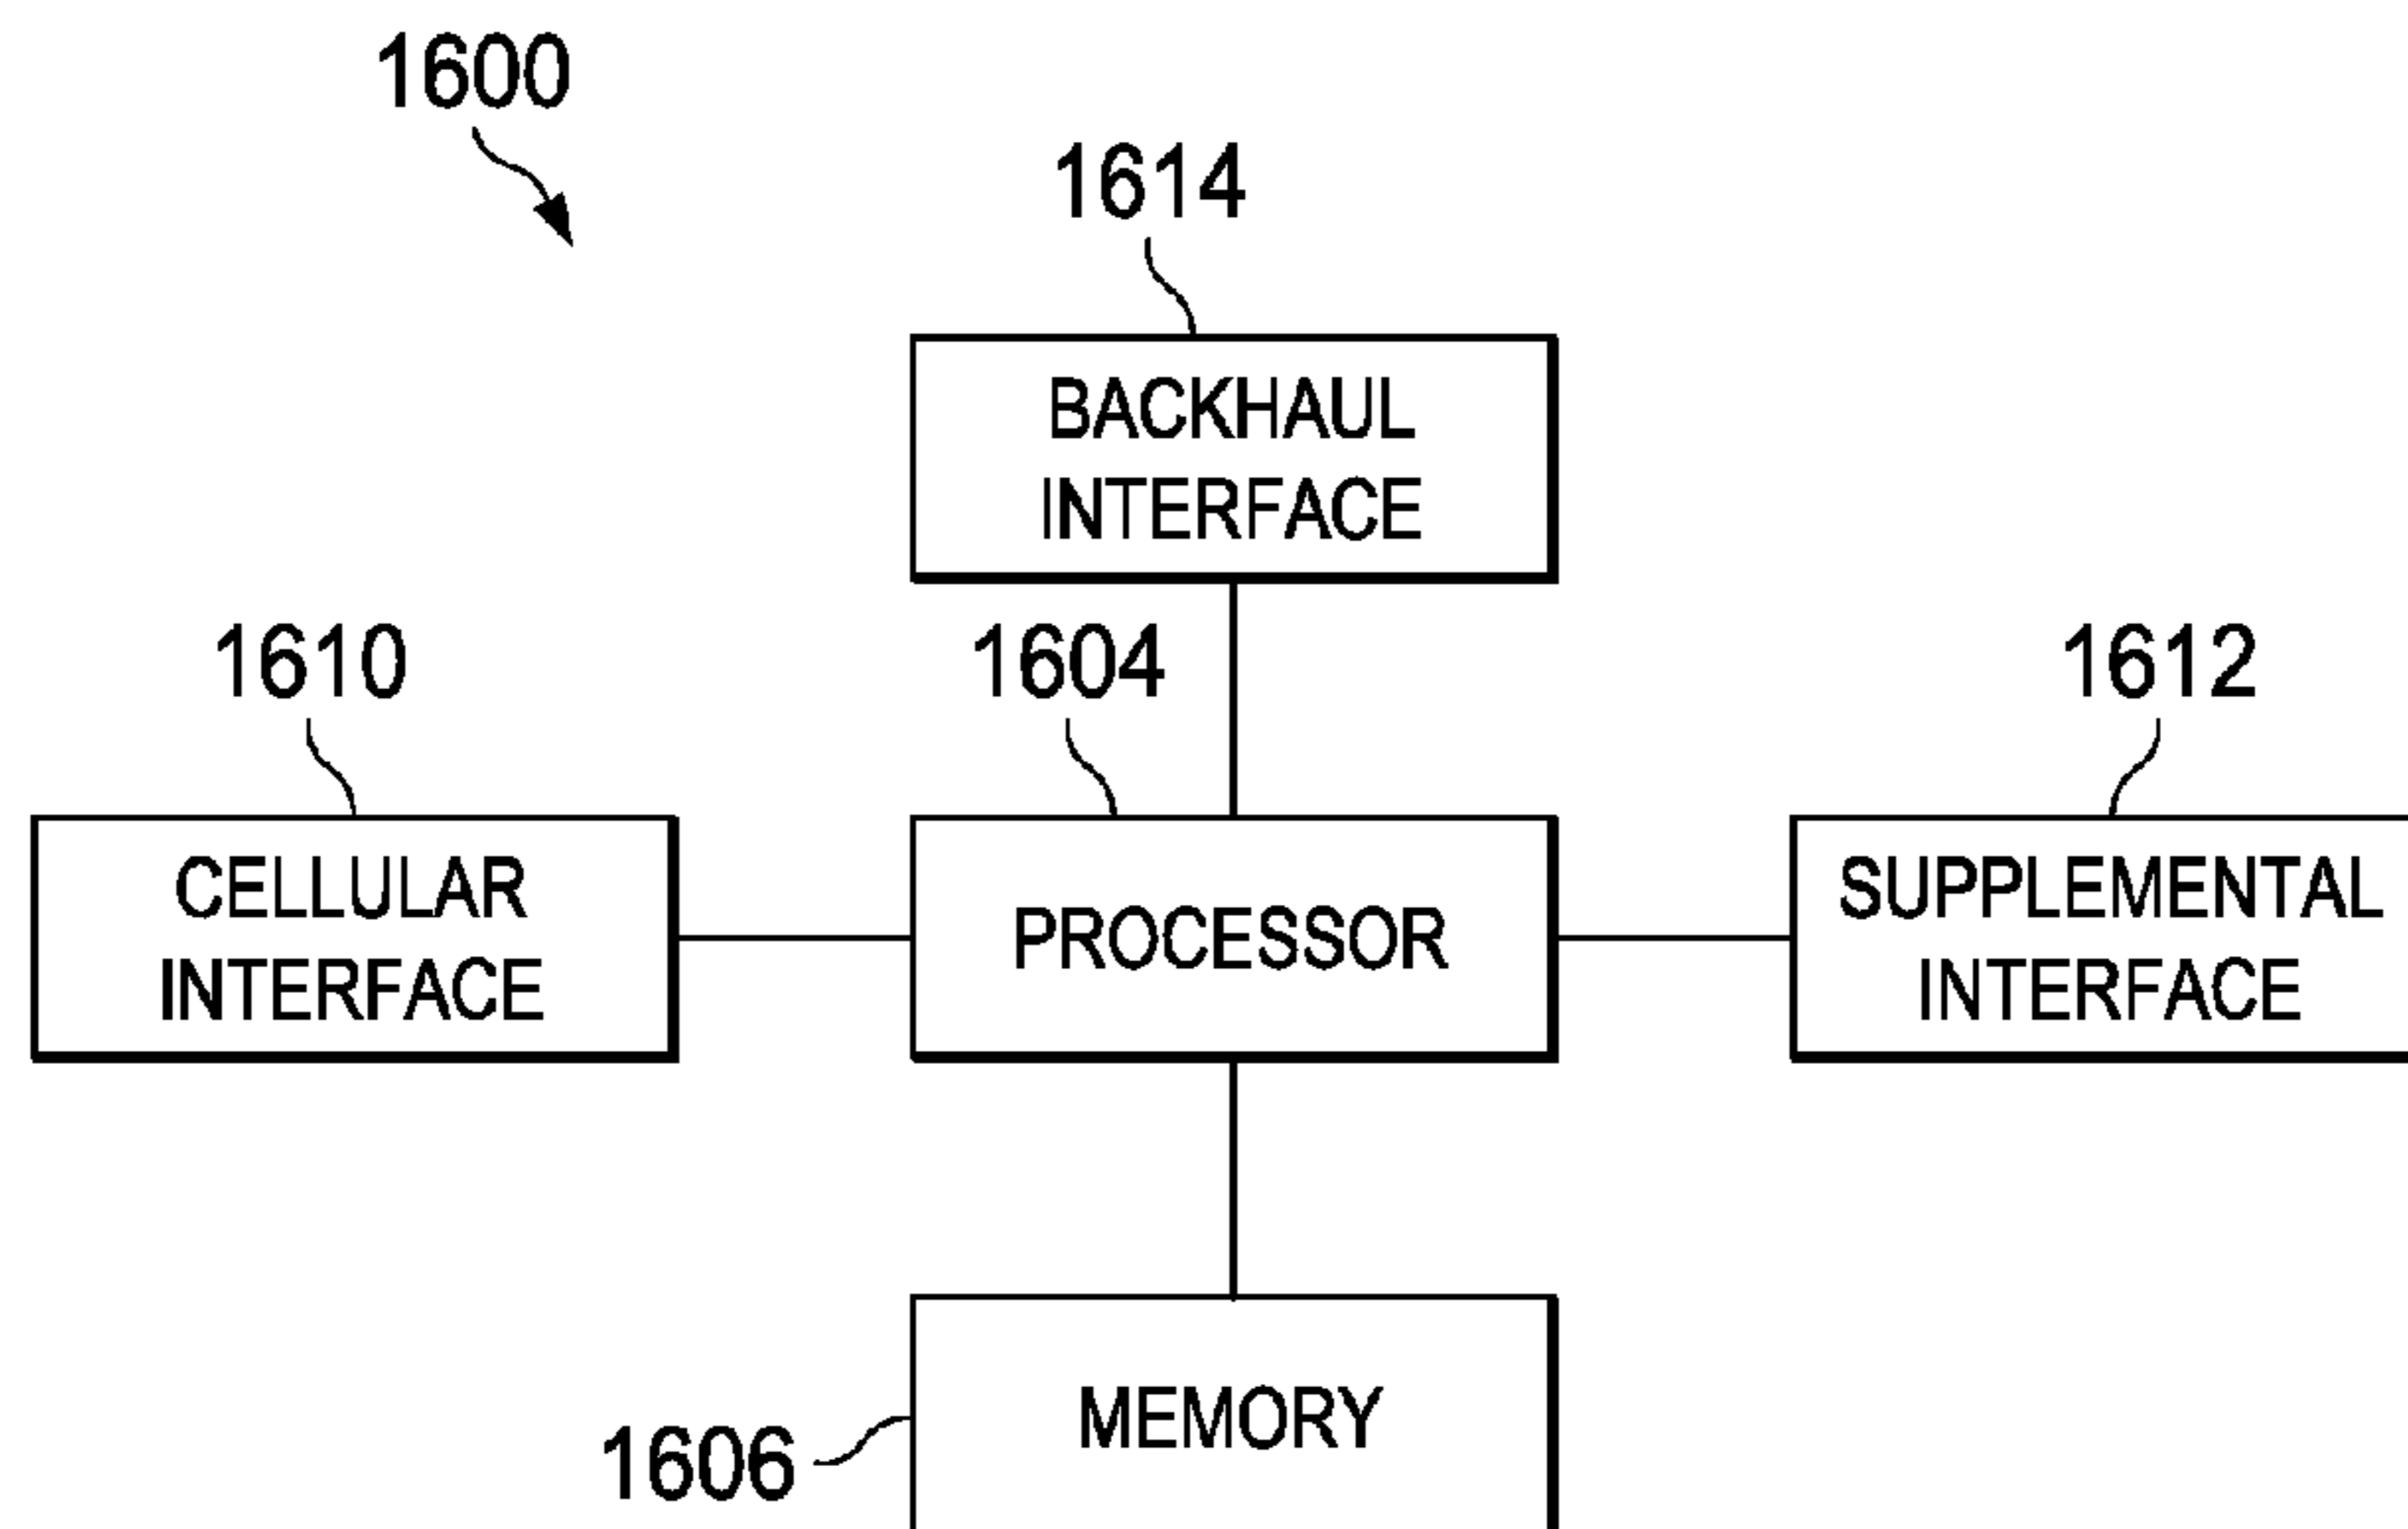 1600
1614
BACKHAUL
INTERFACE
1610
1604
1612
CELLULAR
INTERFACE
PROCESSOR
SUPPLEMENTAL
INTERFACE
MEMORY
1606